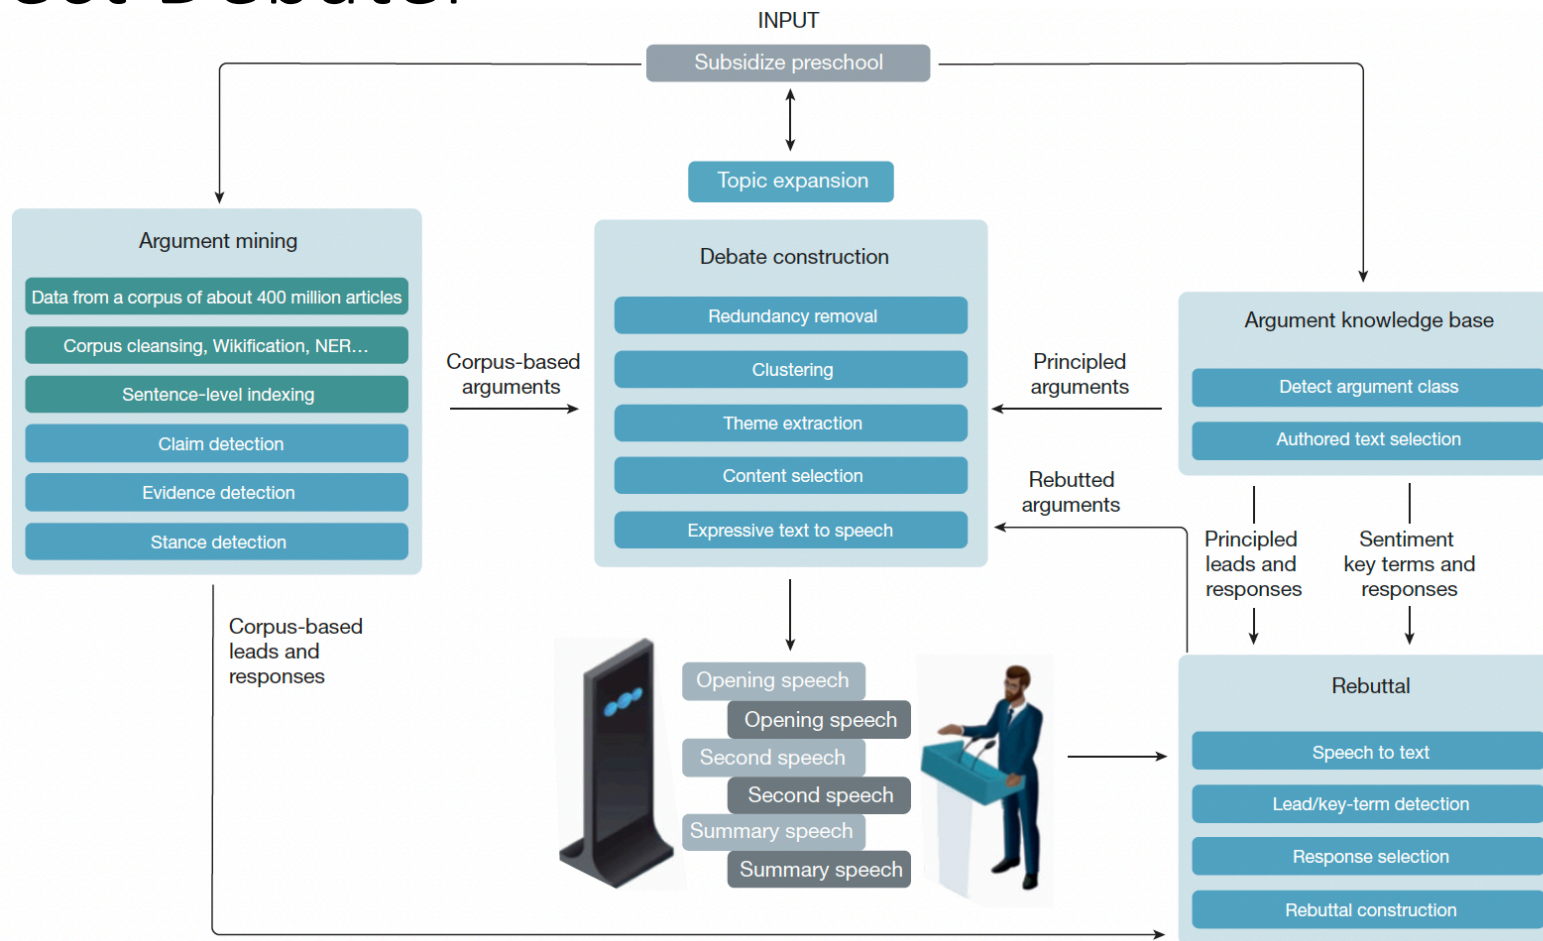 INPUT
Subsidize preschool
Topic expansion
Argument mining
Data from a corpus of about 400 million articles
Corpus cleansing, Wikification, NER...
Sentence-level indexing
Claim detection
Evidence detection
Stance detection
Corpus-based
arguments
Debate construction
Redundancy removal
Clustering
Theme extraction
Content selection
Expressive text to speech
Principled
arguments
Rebutted
arguments
Argument knowledge base
Detect argument class
Authored text selection
Principled
leads and
responses
Sentiment
key terms and
responses
Corpus-based
leads and
responses
Opening speech
Opening speech
Second speech
Second speech
Summary speech
Summary speech
Rebuttal
Speech to text
Lead/key-term detection
Response selection
Rebuttal construction